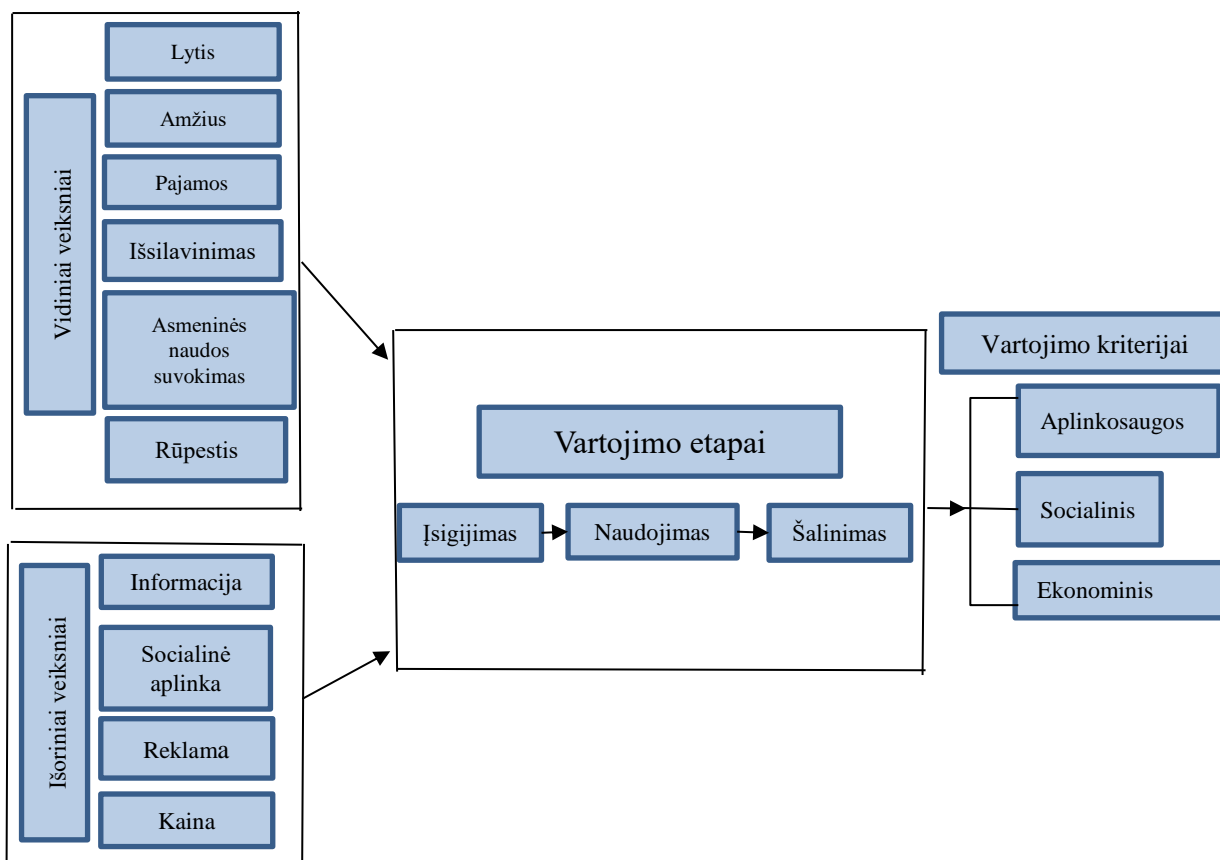 Vidiniai veiksniai
Lytis
Amžius
Pajamos
Išsilavinimas
Asmeninės
naudos
suvokimas
Rūpestis
Išoriniai veiksniai
Informacija
Socialinė
aplinka
Reklama
Kaina
Vartojimo etapai
Įsigijimas
Naudojimas
Šalinimas
Vartojimo kriterijai
Aplinkosaugos
Socialinis
Ekonominis